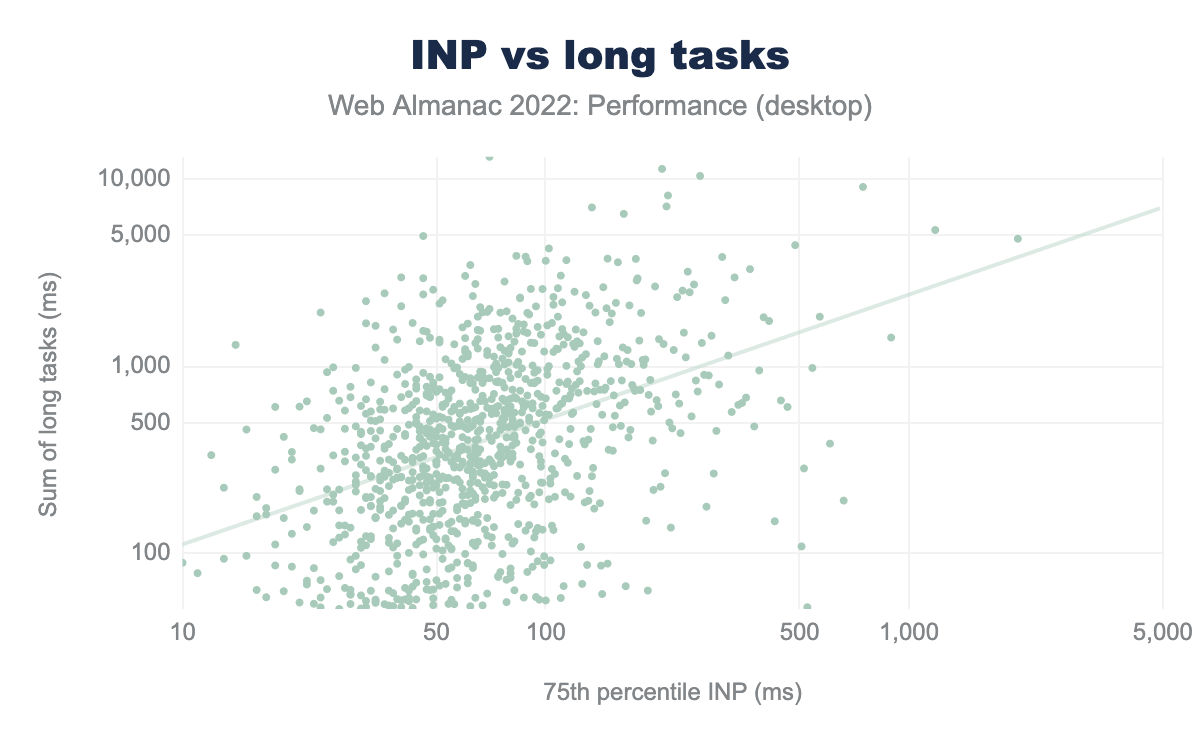 INP vs long tasks
Web Almanac 2022: Performance (desktop)
10,000
5,000
1,000
500
100
Sum of long tasks (ms)
10
50
100
500
1,000
5,000
75th percentile INP (ms)